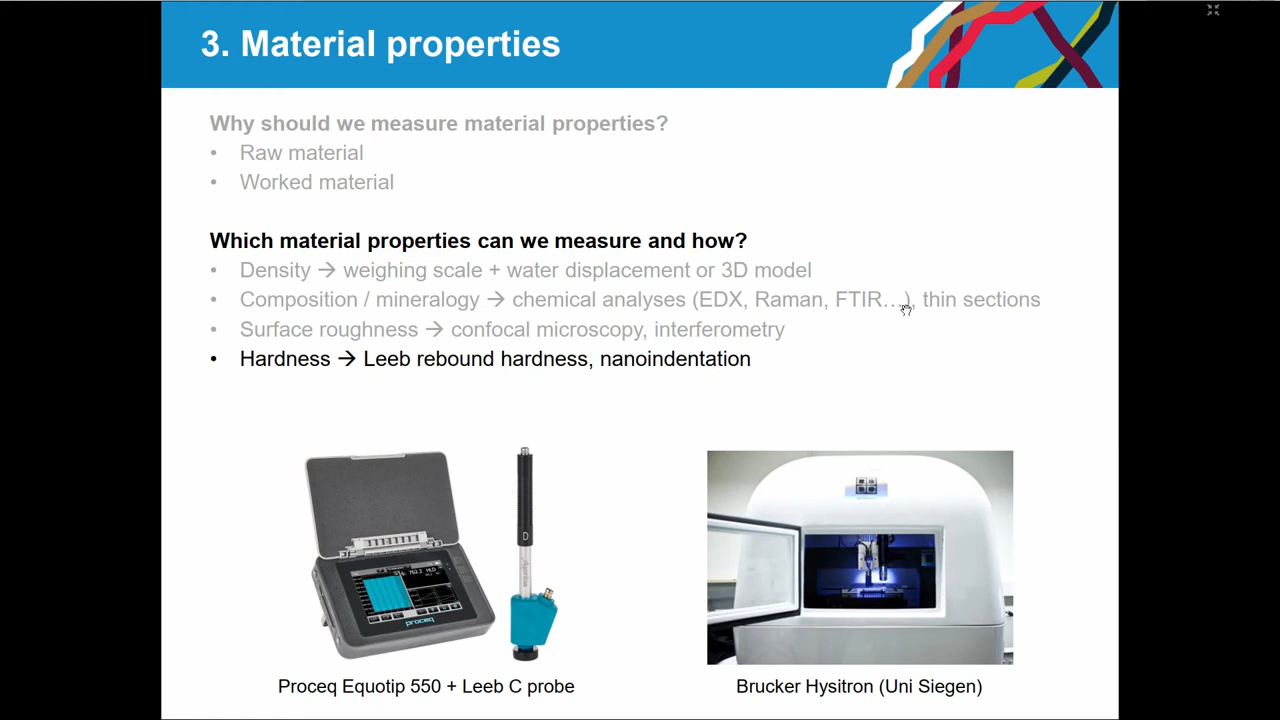 3. Material properties
Why should we measure material properties?
• Raw material
• Worked material
Which material properties can we measure and how?
• Density → weighing scale + water displacement or 3D model
• Composition / mineralogy → chemical analyses (EDX, Raman, FTIR…), thin sections
• Surface roughness → confocal microscopy, interferometry
• Hardness → Leeb rebound hardness, nanoindentation
D
proceq
Proceq Equotip 550 + Leeb C probe
Brucker Hysitron (Uni Siegen)